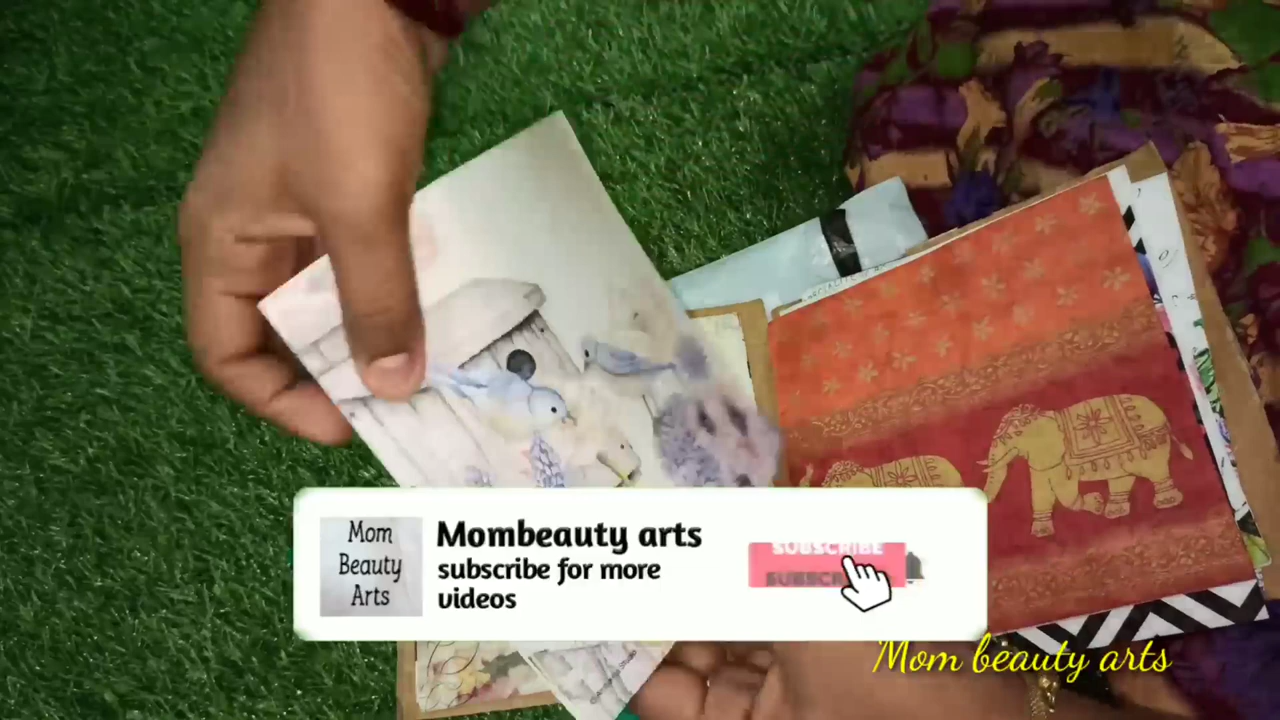 Mom
Beauty
Arts
Mombeauty arts
subscribe for more
videos
SUBSCRIBE
Mom beauty arts